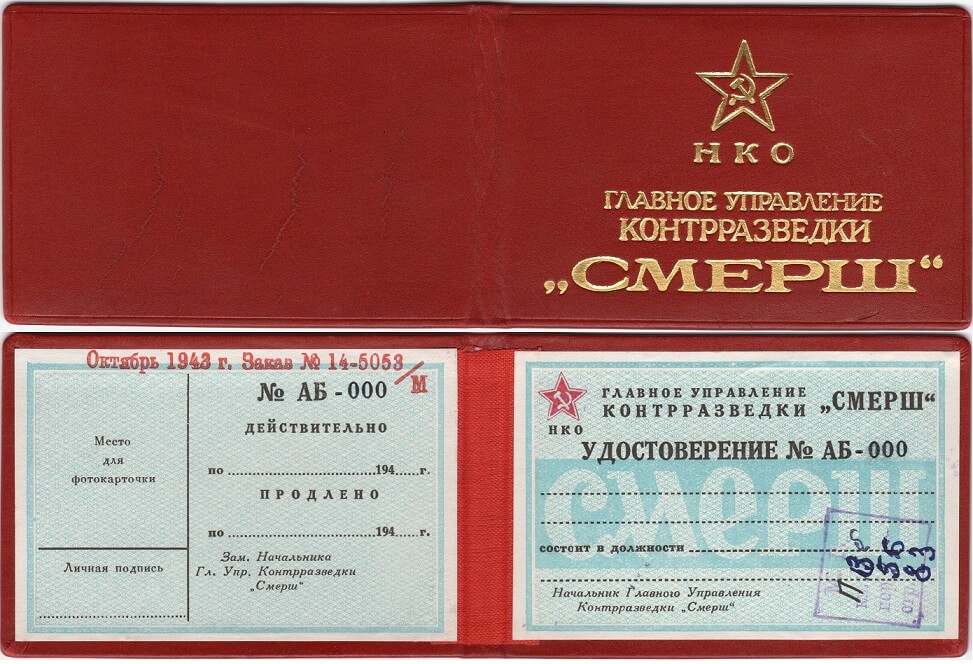 НКО
ГЛАВНОЕ УПРАВЛЕНИЕ
КОНТРРАЗВЕДКИ
„СМЕРШ“
Октябрь 1943 г. Заказ № 14-5053/М
№ АБ-000
ДЕЙСТВИТЕЛЬНО
по ........ 194.....г.
ПРОДЛЕНО
по ........ 194.....г.
Зам. Начальника
Гл. Упр. Контрразведки
„Смерш“
Место
для
фотокарточки
Личная подпись
ГЛАВНОЕ УПРАВЛЕНИЕ
КОНТРРАЗВЕДКИ „СМЕРШ“
НКО
УДОСТОВЕРЕНИЕ № АБ-000
смерш
состоит в должности
Начальник Главного Управления
Контрразведки „Смерш“